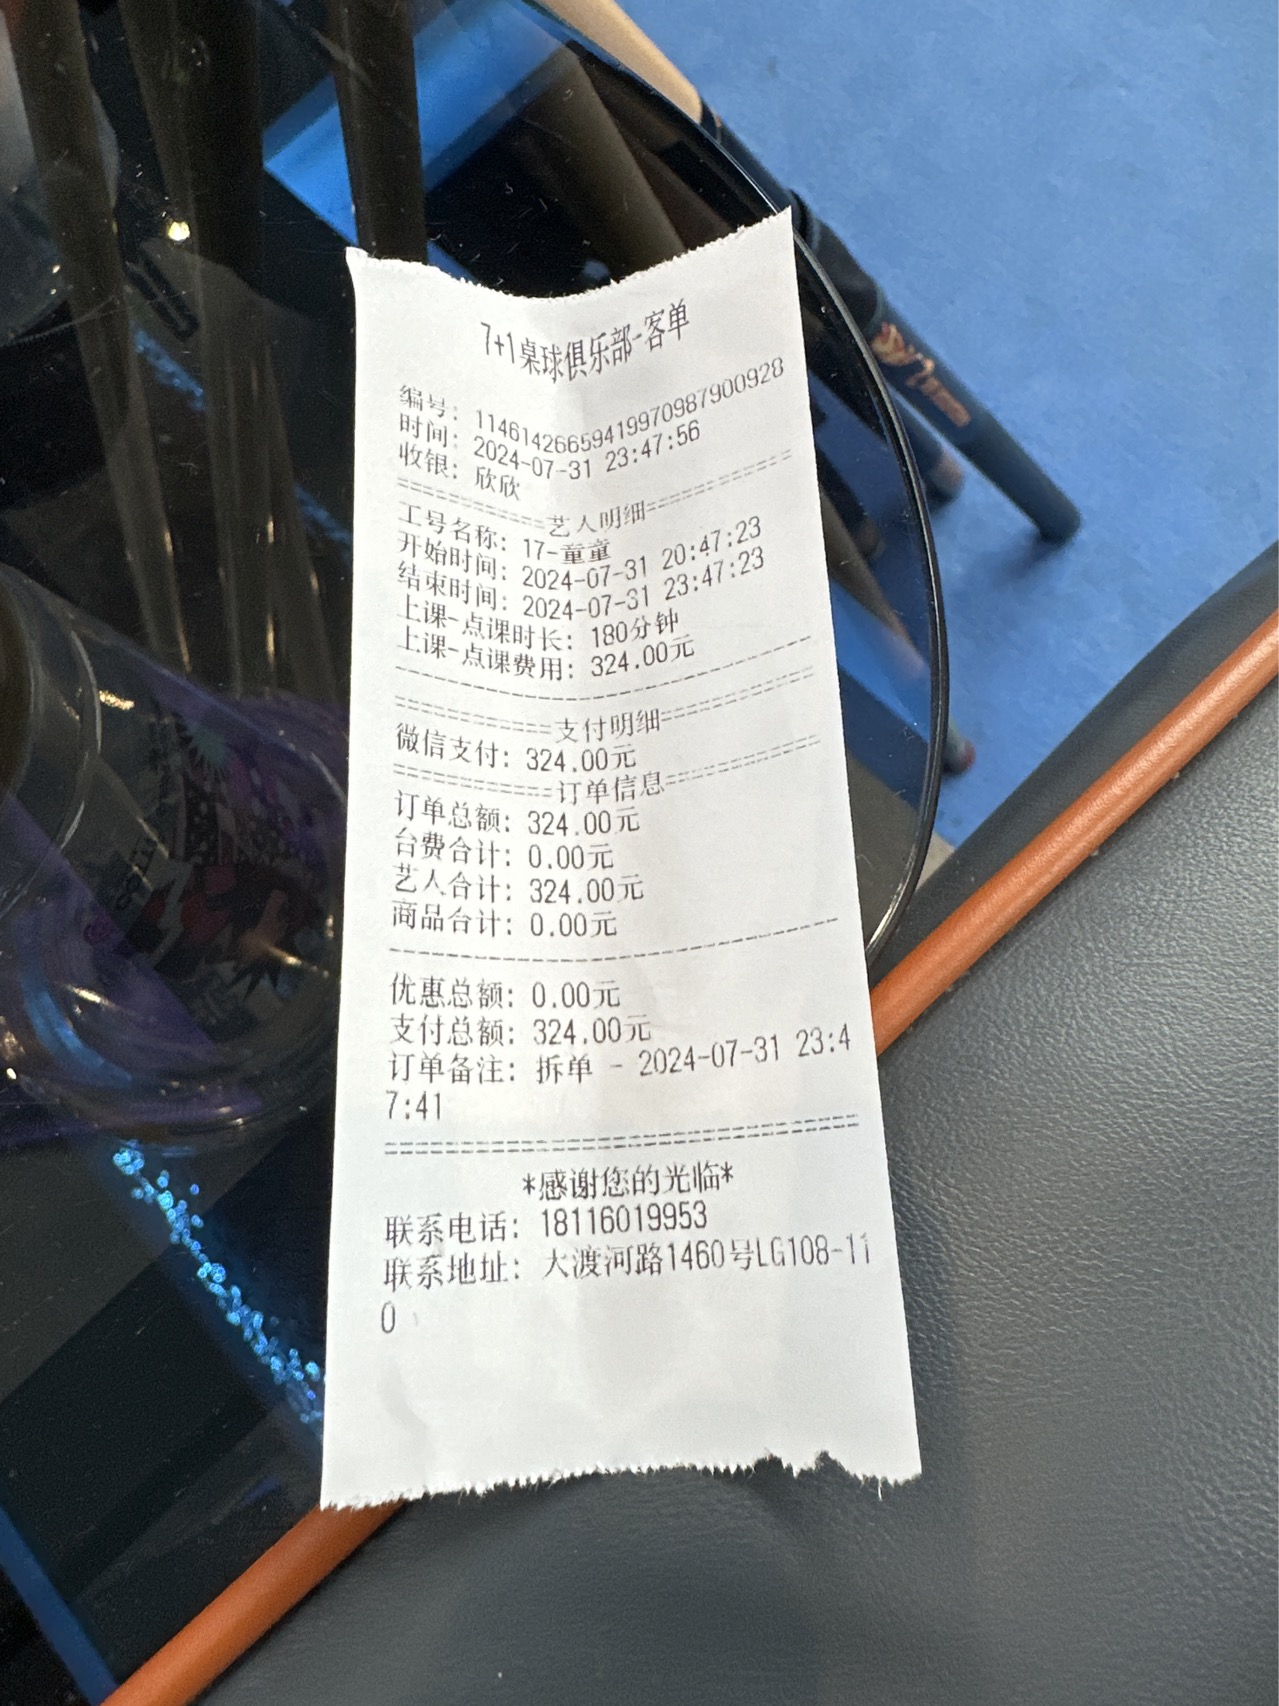 7+1桌球俱乐部-客单
编号: 1146142665941997098790​0928
时间: 2024-07-31 23:47:56
收银: 欣欣
==========艺人明细==========
工号名称: 17-童童
开始时间: 2024-07-31 20:47:23
结束时间: 2024-07-31 23:47:23
上课-点课时长: 180分钟
上课-点课费用: 324.00元
--------------------------------
==========支付明细==========
微信支付: 324.00元
==========订单信息==========
订单总额: 324.00元
台费合计: 0.00元
艺人合计: 324.00元
商品合计: 0.00元
--------------------------------
优惠总额: 0.00元
支付总额: 324.00元
订单备注: 拆单 - 2024-07-31 23:4
7:41
================================
*感谢您的光临*
联系电话: 18116019953
联系地址: 大渡河路1460号LG108-11
0